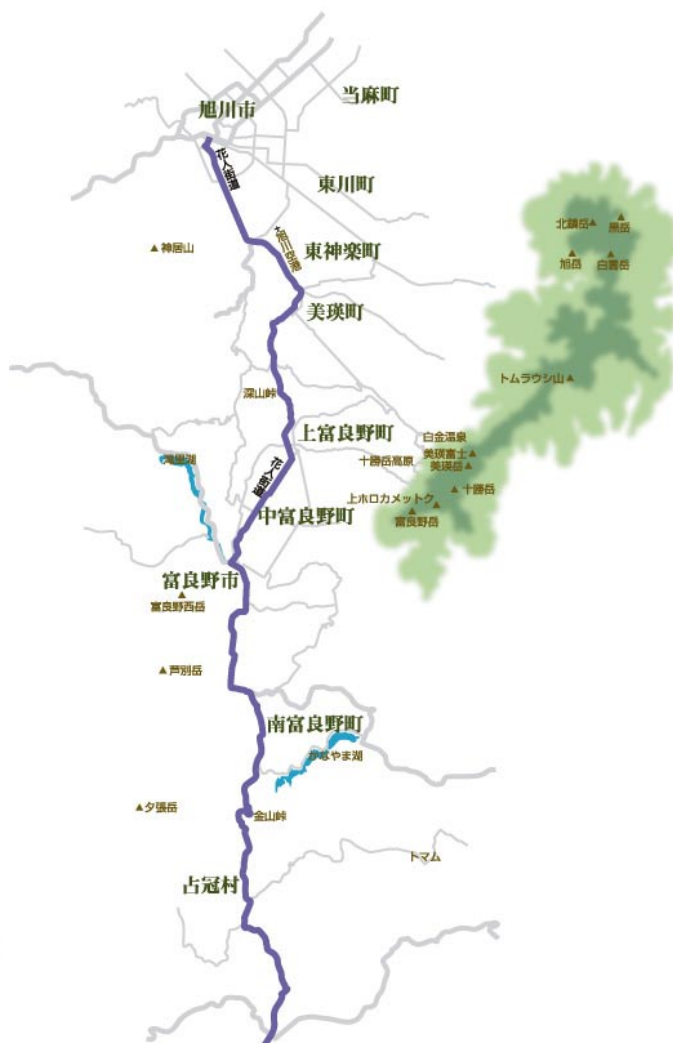 当麻町
旭川市
花人街道
東川町
北鎮岳
黒岳
神居山
旭川空港
東神楽町
旭岳
白雲岳
美瑛町
トムラウシ山
深山峠
上富良野町
白金温泉
美瑛富士
十勝岳高原
美瑛岳
花人街道
十勝岳
上ホロカメットク
中富良野町
富良野岳
富良野市
富良野西岳
芦別岳
南富良野町
かなやま湖
夕張岳
金山峠
トマム
占冠村